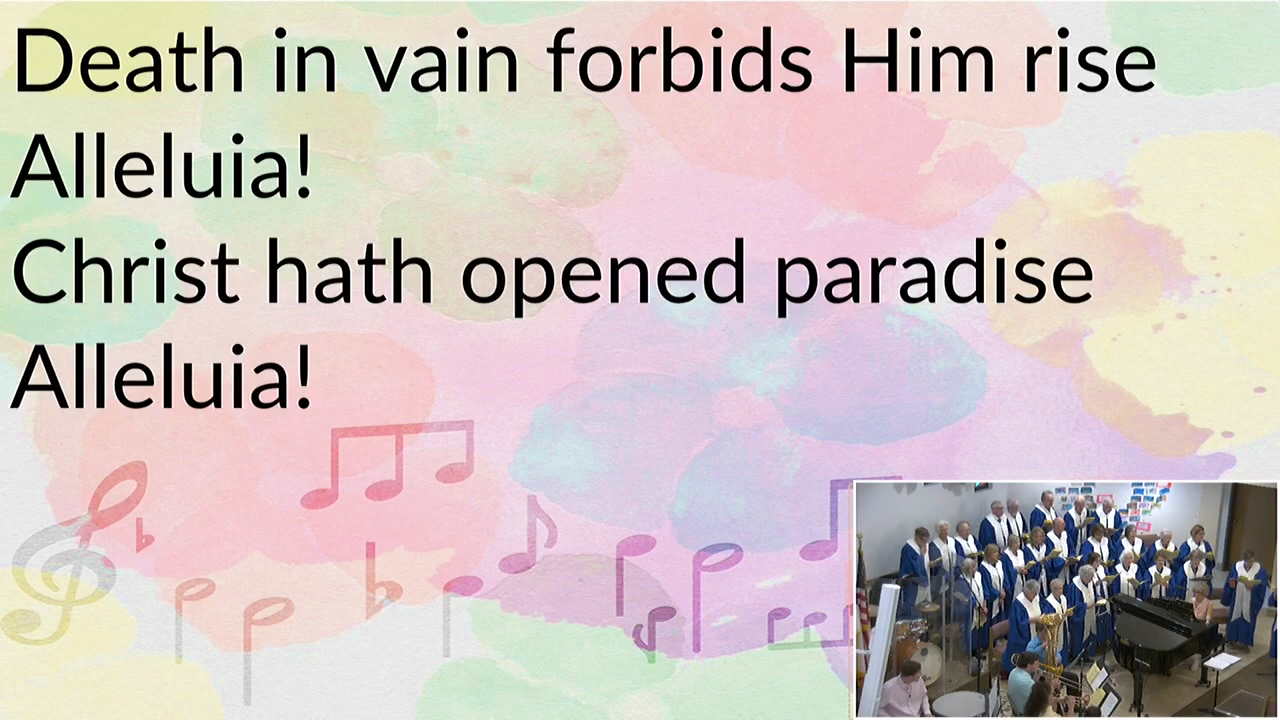 Death in vain forbids Him rise
Alleluia!
Christ hath opened paradise
Alleluia!